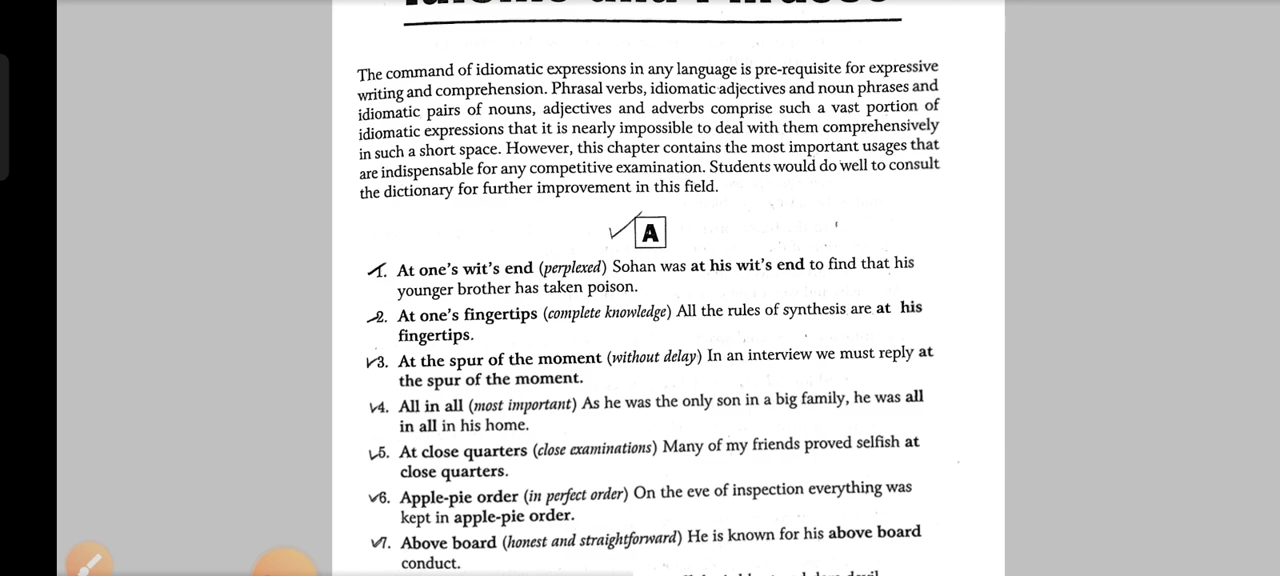 The command of idiomatic expressions in any language is pre-requisite for expressive
writing and comprehension. Phrasal verbs, idiomatic adjectives and noun phrases and
idiomatic pairs of nouns, adjectives and adverbs comprise such a vast portion of
idiomatic expressions that it is nearly impossible to deal with them comprehensively
in such a short space. However, this chapter contains the most important usages that
are indispensable for any competitive examination. Students would do well to consult
the dictionary for further improvement in this field.
A
1. At one's wit's end (perplexed) Sohan was at his wit's end to find that his
younger brother has taken poison.
2. At one's fingertips (complete knowledge) All the rules of synthesis are at his
fingertips.
3. At the spur of the moment (without delay) In an interview we must reply at
the spur of the moment.
4. All in all (most important) As he was the only son in a big family, he was all
in all in his home.
5. At close quarters (close examinations) Many of my friends proved selfish at
close quarters.
6. Apple-pie order (in perfect order) On the eve of inspection everything was
kept in apple-pie order.
7. Above board (honest and straightforward) He is known for his above board
conduct.